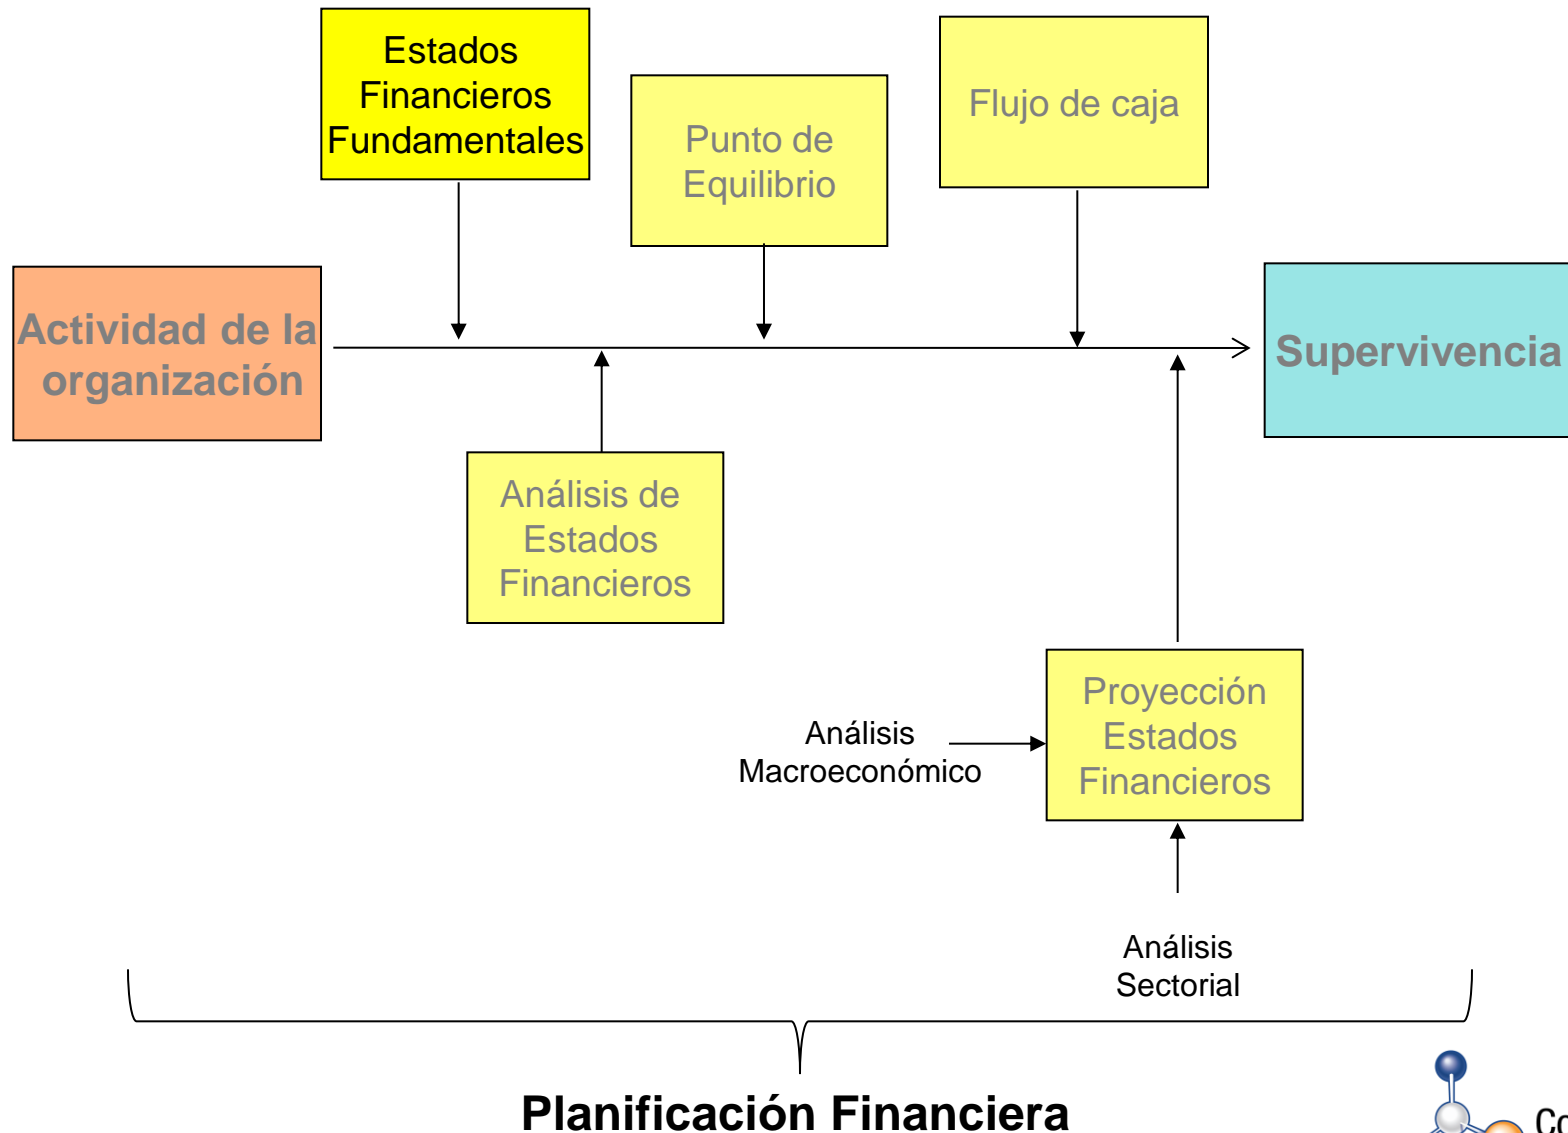 Estados
Financieros
Fundamentales
Punto de
Equilibrio
Flujo de caja
Actividad de la
organización
Supervivencia
Análisis de
Estados
Financieros
Proyección
Estados
Financieros
Análisis
Macroeconómico
Análisis
Sectorial
Planificación Financiera